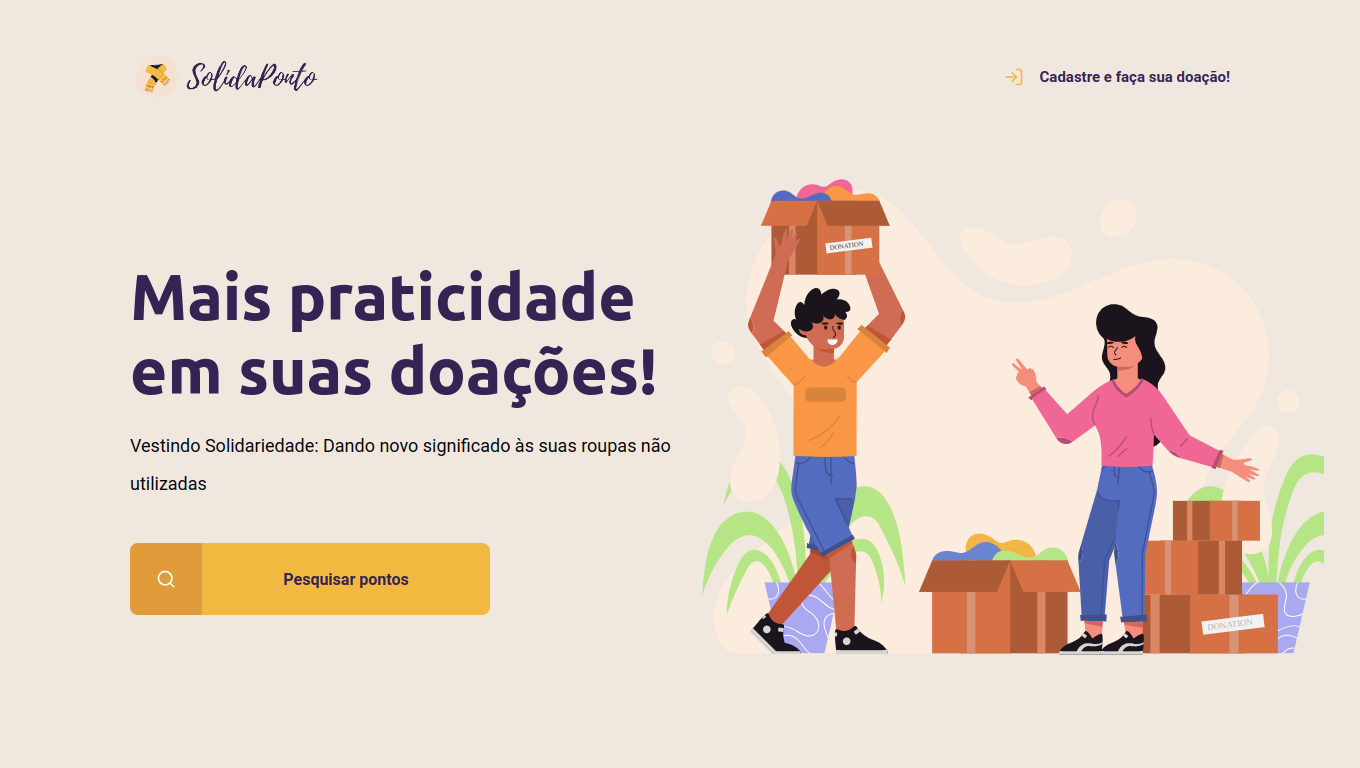 SolidaPonto
Cadastre e faça sua doação!
DONATION
Mais praticidade
em suas doações!
Vestindo Solidariedade: Dando novo significado às suas roupas não
utilizadas
Pesquisar pontos
DONATION